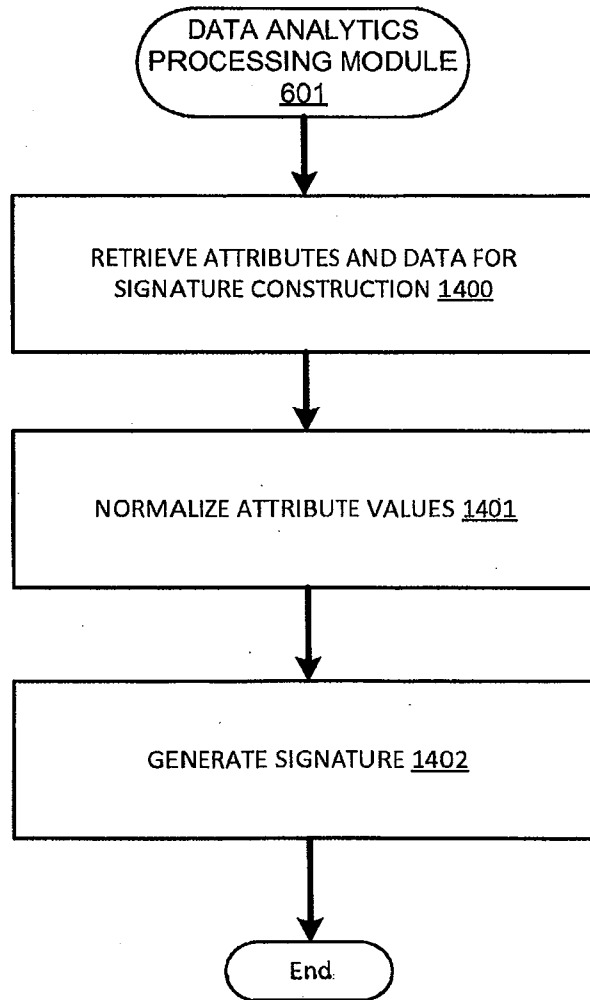 DATA ANALYTICS
PROCESSING MODULE
601
RETRIEVE ATTRIBUTES AND DATA FOR
SIGNATURE CONSTRUCTION 1400
NORMALIZE ATTRIBUTE VALUES 1401
GENERATE SIGNATURE 1402
End